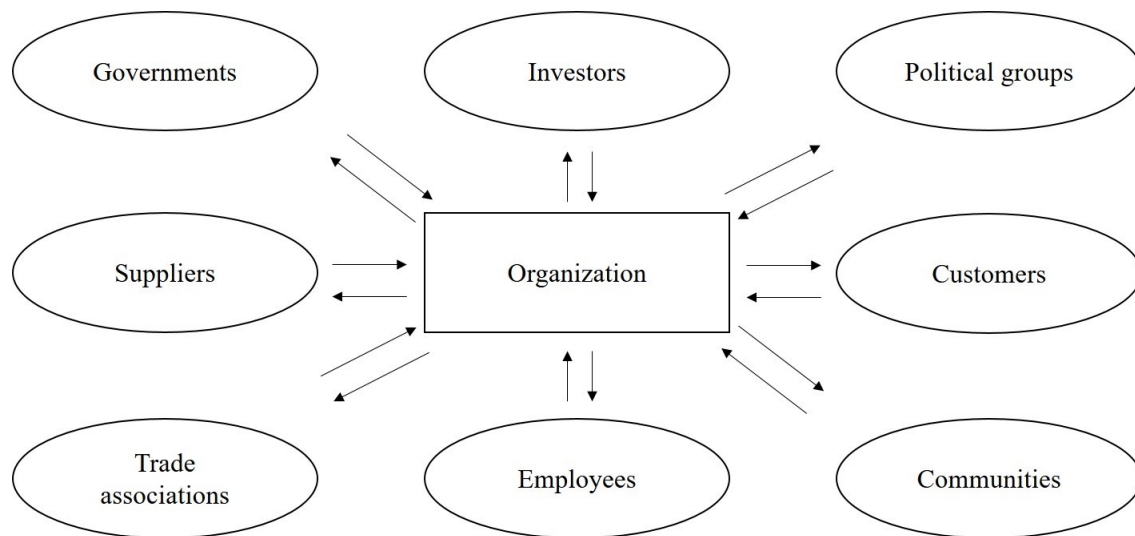 Governments
Investors
Political groups
Suppliers
Organization
Customers
Trade
associations
Employees
Communities